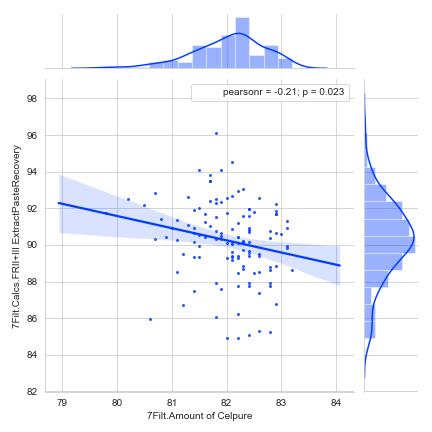 pearsonr = -0.21; p = 0.023
98
96
94
92
90
88
86
84
82
7Filt.Calcs.FRII+III ExtractPasteRecovery
79 80 81 82 83 84
7Filt.Amount of Celpure